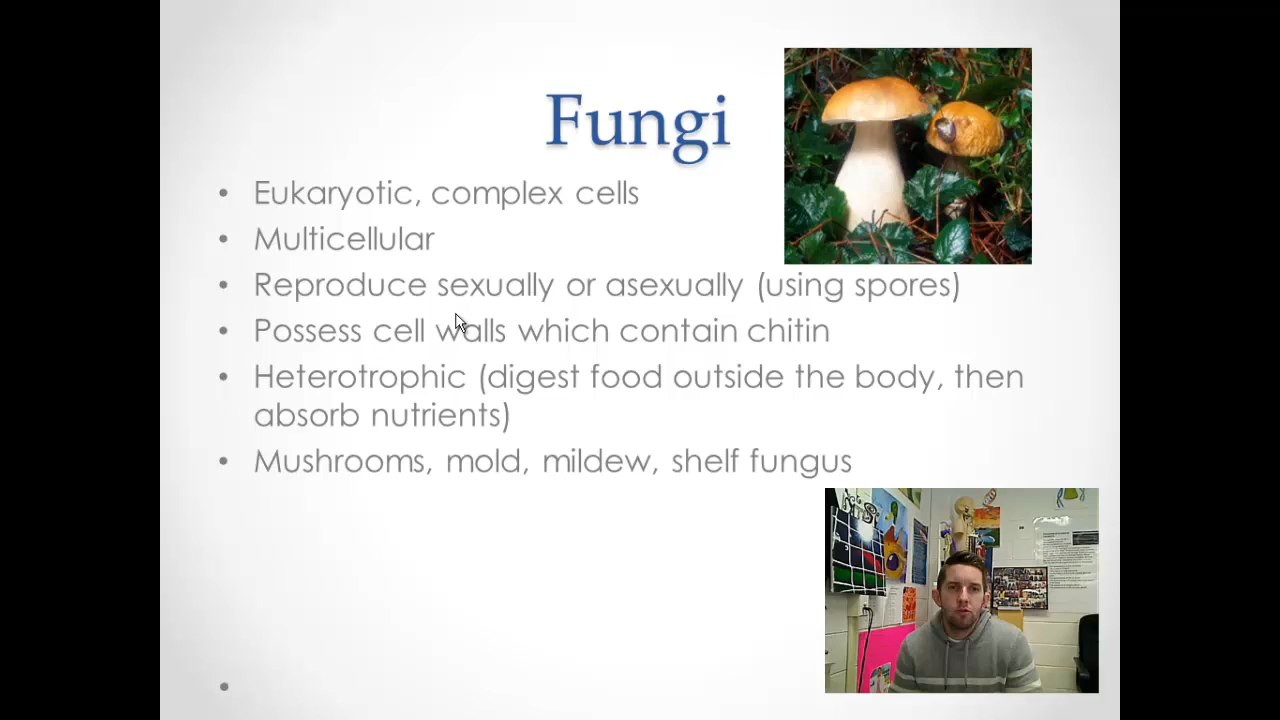 Fungi
• Eukaryotic, complex cells
• Multicellular
• Reproduce sexually or asexually (using spores)
• Possess cell walls which contain chitin
• Heterotrophic (digest food outside the body, then
absorb nutrients)
• Mushrooms, mold, mildew, shelf fungus
•